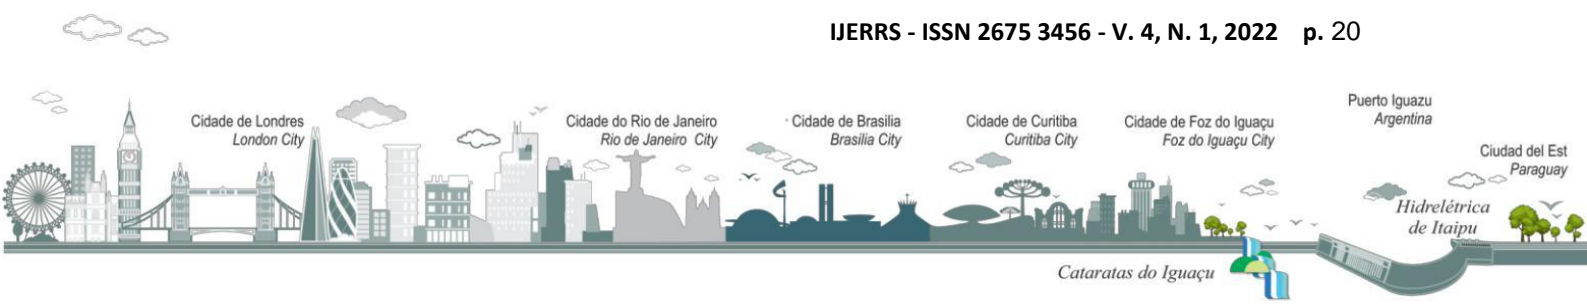 IJERRS - ISSN 2675 3456 - V. 4, N. 1, 2022 p. 20
Cidade de Londres
London City
Cidade do Rio de Janeiro
Rio de Janeiro City
Cidade de Brasilia
Brasilia City
Cidade de Curitiba
Curitiba City
Cidade de Foz do Iguaçu
Foz do Iguaçu City
Puerto Iguazu
Argentina
Ciudad del Est
Paraguay
Hidrelétrica
de Itaipu
Cataratas do Iguaçu